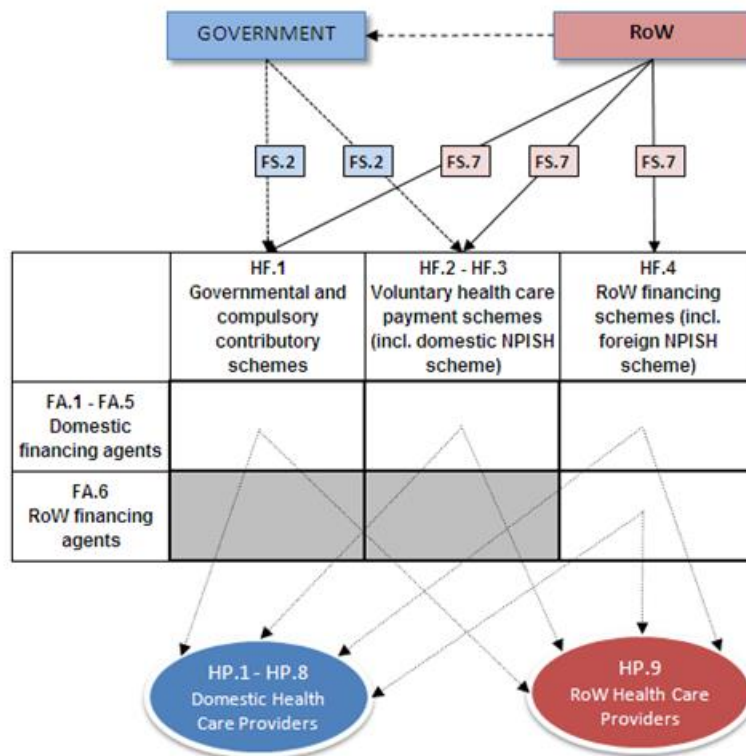 GOVERNMENT
RoW
FS.2
FS.2
FS.7
FS.7
FS.7
HF.1
Governmental and
compulsory
contributory
schemes
HF.2 - HF.3
Voluntary health care
payment schemes
(incl. domestic NPISH
scheme)
HF.4
RoW financing
schemes (incl.
foreign NPISH
scheme)
FA.1 - FA.5
Domestic
financing agents
FA.6
RoW financing
agents
HP.1 - HP.8
Domestic Health
Care Providers
HP.9
RoW Health Care
Providers